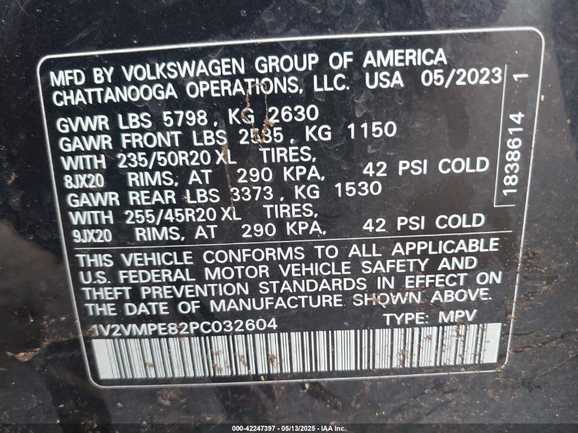 MFD BY VOLKSWAGEN GROUP OF AMERICA
CHATTANOOGA OPERATIONS, LLC. USA 05/2023
GVWR LBS 5798, KG 2630
GAWR FRONT LBS 2535, KG 1150
WITH 235/50R20 XL TIRES,
8JX20 RIMS, AT 290 KPA, 42 PSI COLD
GAWR REAR LBS 3373, KG 1530
WITH 255/45R20 XL TIRES,
9JX20 RIMS, AT 290 KPA, 42 PSI COLD
THIS VEHICLE CONFORMS TO ALL APPLICABLE
U.S. FEDERAL MOTOR VEHICLE SAFETY AND
THEFT PREVENTION STANDARDS IN EFFECT ON
THE DATE OF MANUFACTURE SHOWN ABOVE.
1V2VMPE82PC032604 TYPE: MPV
1838614 1
000-42247397 - 05/13/2025 - IAA Inc.